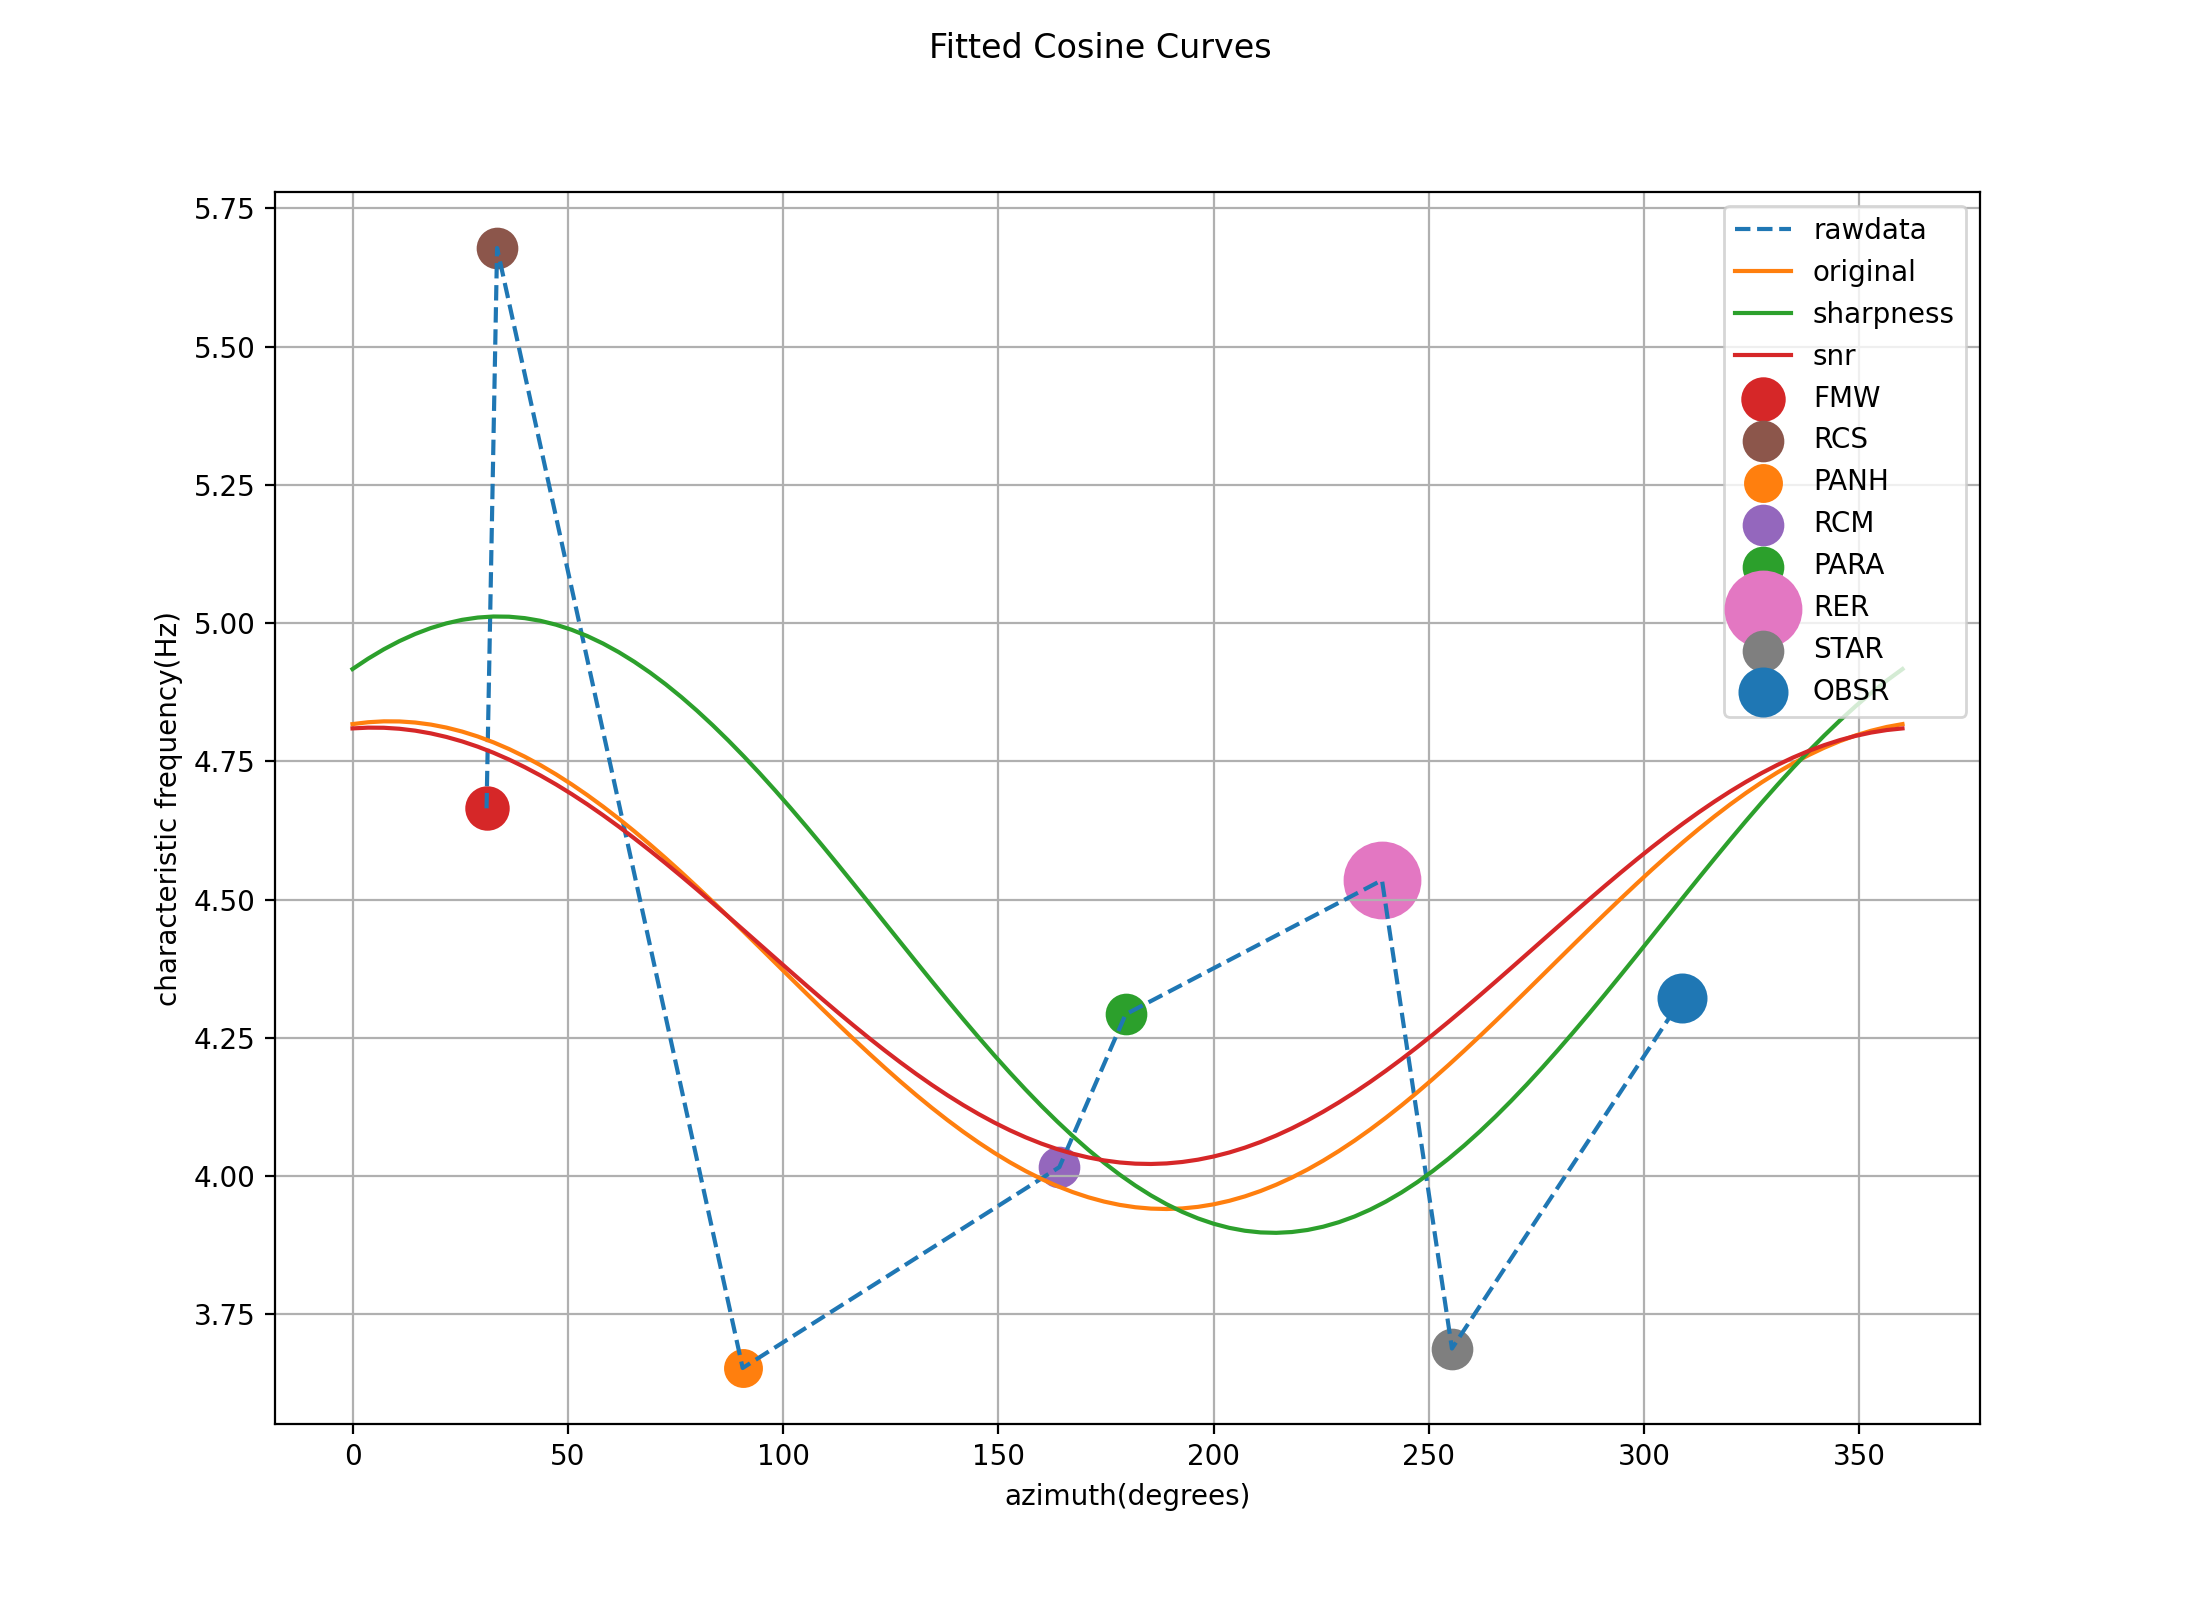 Fitted Cosine Curves
5.75
5.50
5.25
5.00
4.75
4.50
4.25
4.00
3.75
characteristic frequency(Hz)
rawdata
original
sharpness
snr
FMW
RCS
PANH
RCM
PARA
RER
STAR
OBSR
0 50 100 150 200 250 300 350
azimuth(degrees)